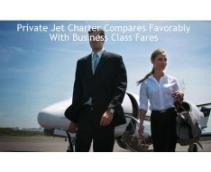 Private Jet Charter Compares Favorably
With Business Class Fares